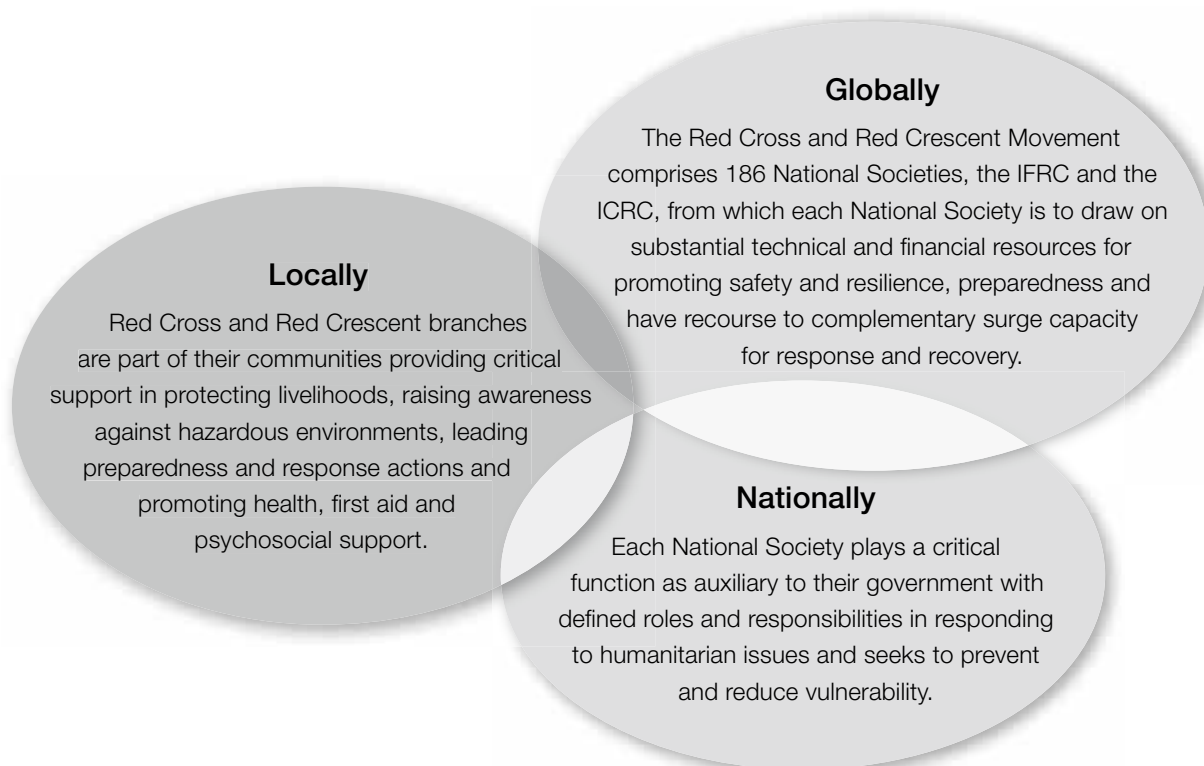 Globally
The Red Cross and Red Crescent Movement
comprises 186 National Societies, the IFRC and the
ICRC, from which each National Society is to draw on
substantial technical and financial resources for
promoting safety and resilience, preparedness and
have recourse to complementary surge capacity
for response and recovery.
Locally
Red Cross and Red Crescent branches
are part of their communities providing critical
support in protecting livelihoods, raising awareness
against hazardous environments, leading
preparedness and response actions and
promoting health, first aid and
psychosocial support.
Nationally
Each National Society plays a critical
function as auxiliary to their government with
defined roles and responsibilities in responding
to humanitarian issues and seeks to prevent
and reduce vulnerability.